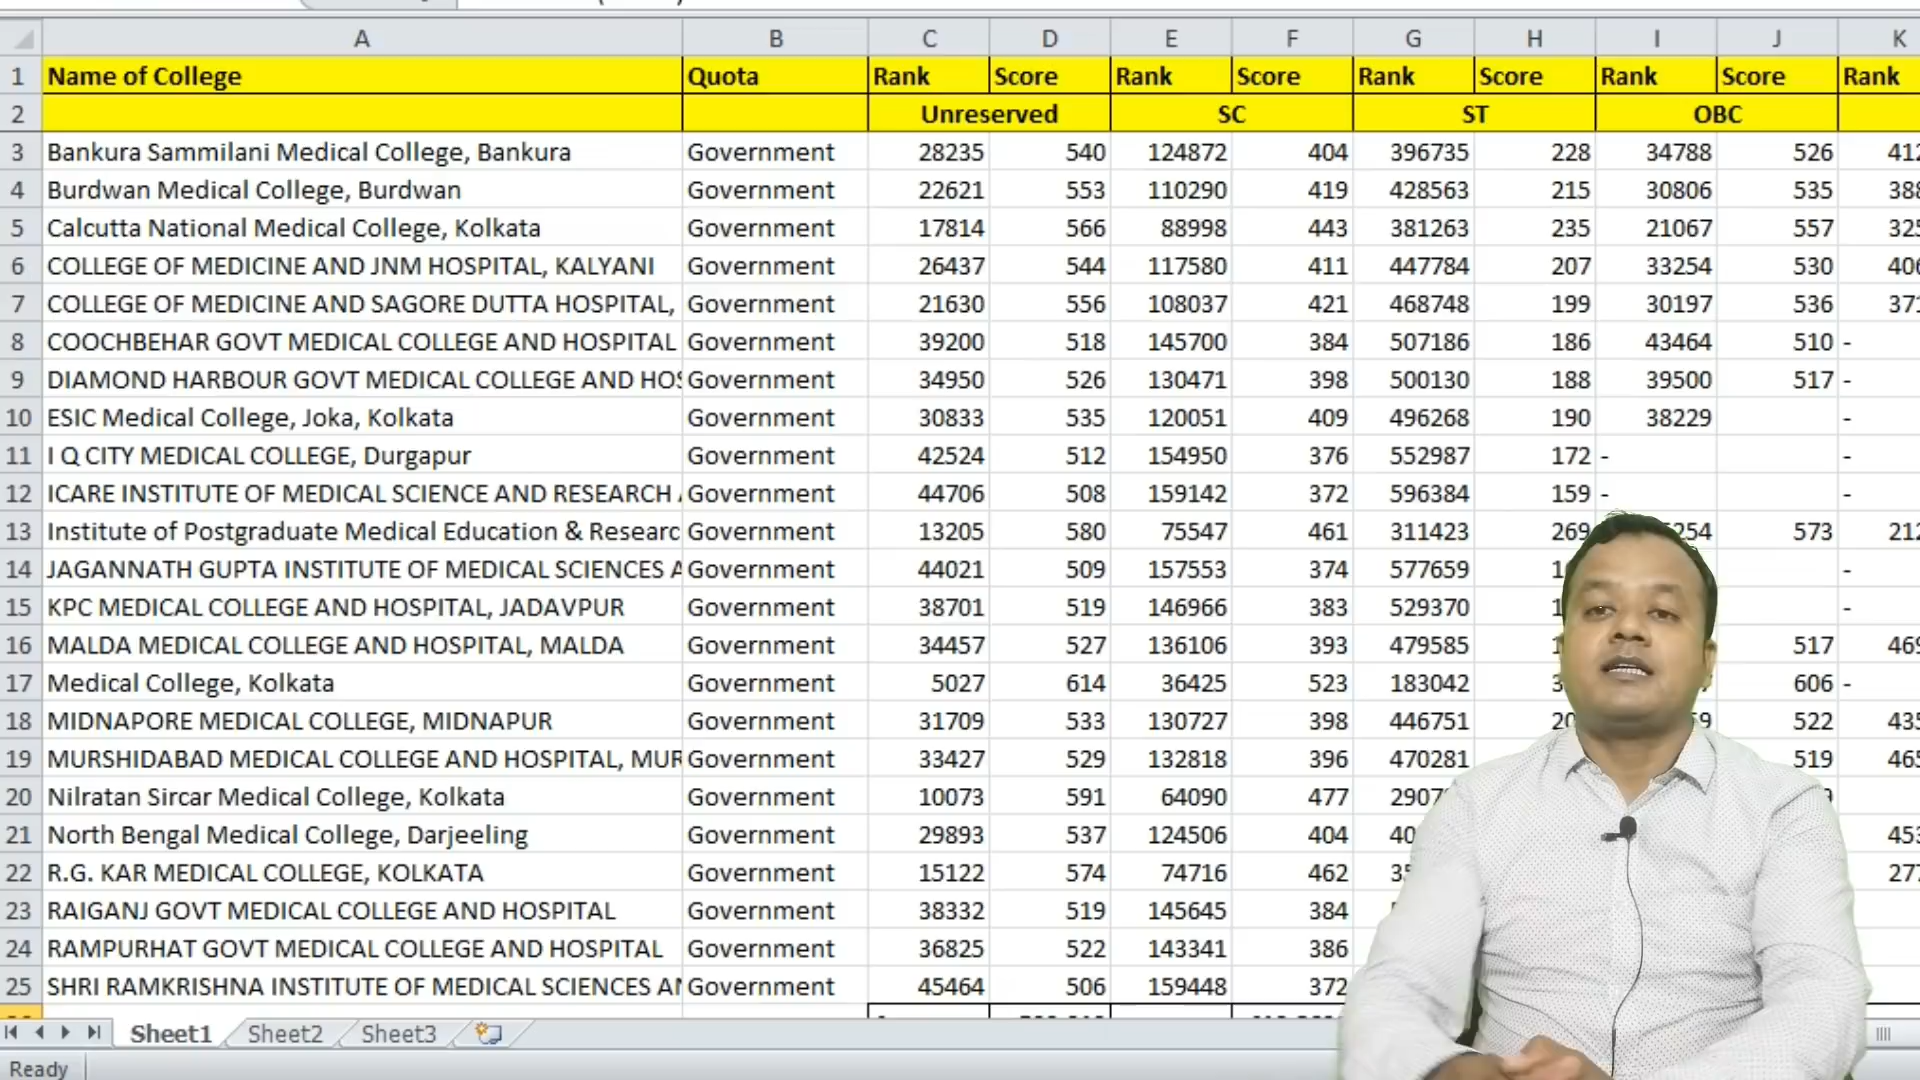 A B C D E F G H I J K
1 Name of College Quota Rank Score Rank Score Rank Score Rank Score Rank
2 Unreserved SC ST OBC
3 Bankura Sammilani Medical College, Bankura Government 28235 540 124872 404 396735 228 34788 526
4 Burdwan Medical College, Burdwan Government 22621 553 110290 419 428563 215 30806 535
5 Calcutta National Medical College, Kolkata Government 17814 566 88998 443 381263 235 21067 557
6 COLLEGE OF MEDICINE AND JNM HOSPITAL, KALYANI Government 26437 544 117580 411 447784 207 33254 530
7 COLLEGE OF MEDICINE AND SAGORE DUTTA HOSPITAL, Government 21630 556 108037 421 468748 199 30197 536
8 COOCHBEHAR GOVT MEDICAL COLLEGE AND HOSPITAL Government 39200 518 145700 384 507186 186 43464 510 -
9 DIAMOND HARBOUR GOVT MEDICAL COLLEGE AND HOS Government 34950 526 130471 398 500130 188 39500 517 -
10 ESIC Medical College, Joka, Kolkata Government 30833 535 120051 409 496268 190 38229 -
11 I Q CITY MEDICAL COLLEGE, Durgapur Government 42524 512 154950 376 552987 172 - -
12 ICARE INSTITUTE OF MEDICAL SCIENCE AND RESEARCH Government 44706 508 159142 372 596384 159 - -
13 Institute of Postgraduate Medical Education & Researc Government 13205 580 75547 461 311423 269 254 573
14 JAGANNATH GUPTA INSTITUTE OF MEDICAL SCIENCES A Government 44021 509 157553 374 577659 -
15 KPC MEDICAL COLLEGE AND HOSPITAL, JADAVPUR Government 38701 519 146966 383 529370 -
16 MALDA MEDICAL COLLEGE AND HOSPITAL, MALDA Government 34457 527 136106 393 479585 517
17 Medical College, Kolkata Government 5027 614 36425 523 183042 606 -
18 MIDNAPORE MEDICAL COLLEGE, MIDNAPUR Government 31709 533 130727 398 446751 522
19 MURSHIDABAD MEDICAL COLLEGE AND HOSPITAL, MUR Government 33427 529 132818 396 470281 519
20 Nilratan Sircar Medical College, Kolkata Government 10073 591 64090 477
21 North Bengal Medical College, Darjeeling Government 29893 537 124506 404
22 R.G. KAR MEDICAL COLLEGE, KOLKATA Government 15122 574 74716 462
23 RAIGANJ GOVT MEDICAL COLLEGE AND HOSPITAL Government 38332 519 145645 384
24 RAMPURHAT GOVT MEDICAL COLLEGE AND HOSPITAL Government 36825 522 143341 386
25 SHRI RAMKRISHNA INSTITUTE OF MEDICAL SCIENCES AN Government 45464 506 159448 372
Sheet1 Sheet2 Sheet3
Ready